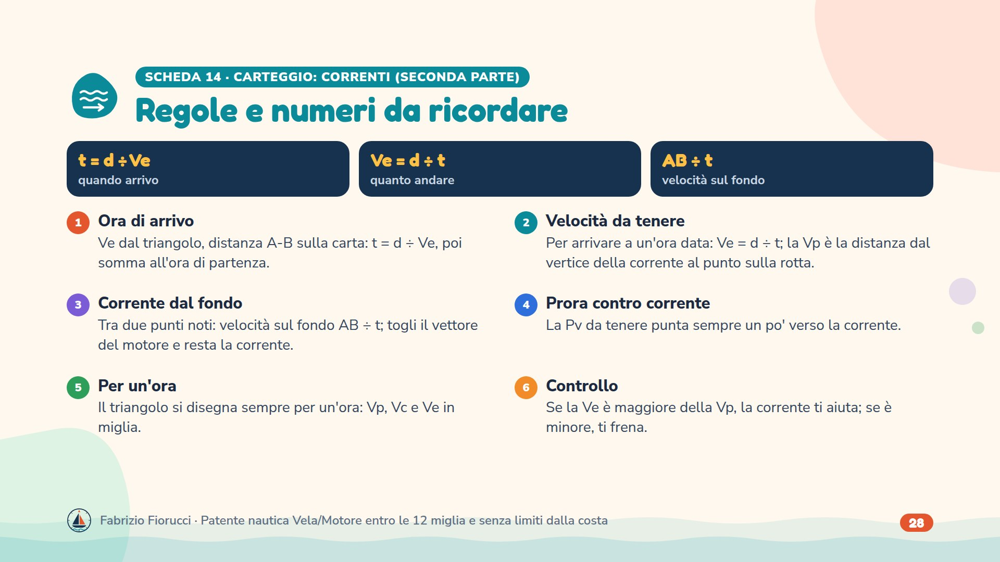 SCHEDA 14 · CARTEGGIO: CORRENTI (SECONDA PARTE)
Regole e numeri da ricordare
t = d ÷ Ve
quando arrivo
Ve = d ÷ t
quanto andare
AB ÷ t
velocità sul fondo
1
Ora di arrivo
Ve dal triangolo, distanza A-B sulla carta: t = d ÷ Ve, poi
somma all'ora di partenza.
2
Velocità da tenere
Per arrivare a un'ora data: Ve = d ÷ t; la Vp è la distanza dal
vertice della corrente al punto sulla rotta.
3
Corrente dal fondo
Tra due punti noti: velocità sul fondo AB ÷ t; togli il vettore
del motore e resta la corrente.
4
Prora contro corrente
La Pv da tenere punta sempre un po' verso la corrente.
5
Per un'ora
Il triangolo si disegna sempre per un'ora: Vp, Vc e Ve in
miglia.
6
Controllo
Se la Ve è maggiore della Vp, la corrente ti aiuta; se è
minore, ti frena.
Fabrizio Fiorucci · Patente nautica Vela/Motore entro le 12 miglia e senza limiti dalla costa
28